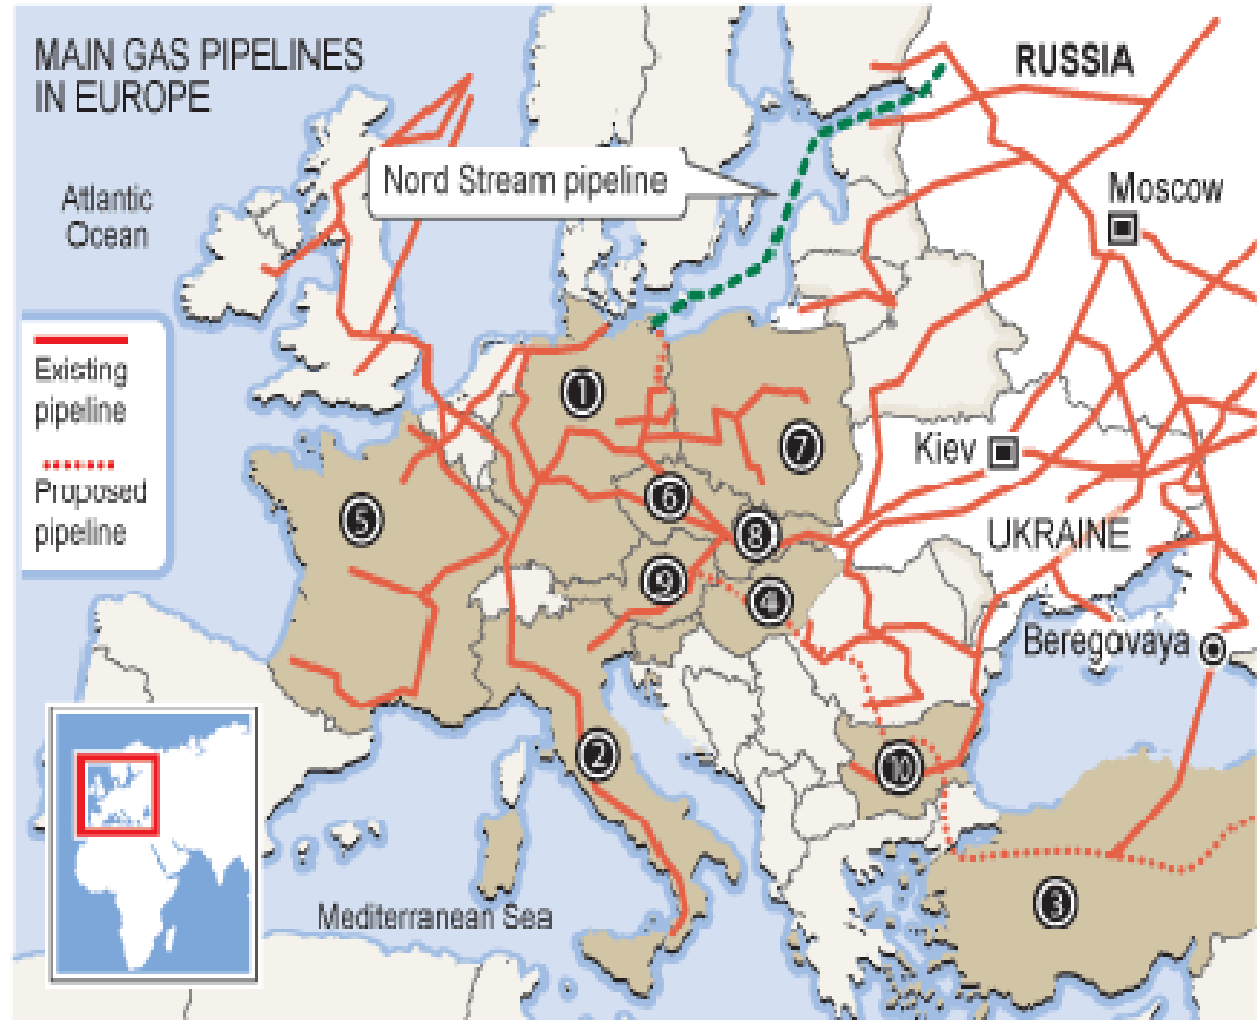 MAIN GAS PIPELINES
IN EUROPE
RUSSIA
Atlantic
Ocean
Nord Stream pipeline
Moscow
Existing
pipeline
Proposed
pipeline
1
7
Kiev
6
5
8
UKRAINE
9
4
Beregovaya
2
10
3
Mediterranean Sea